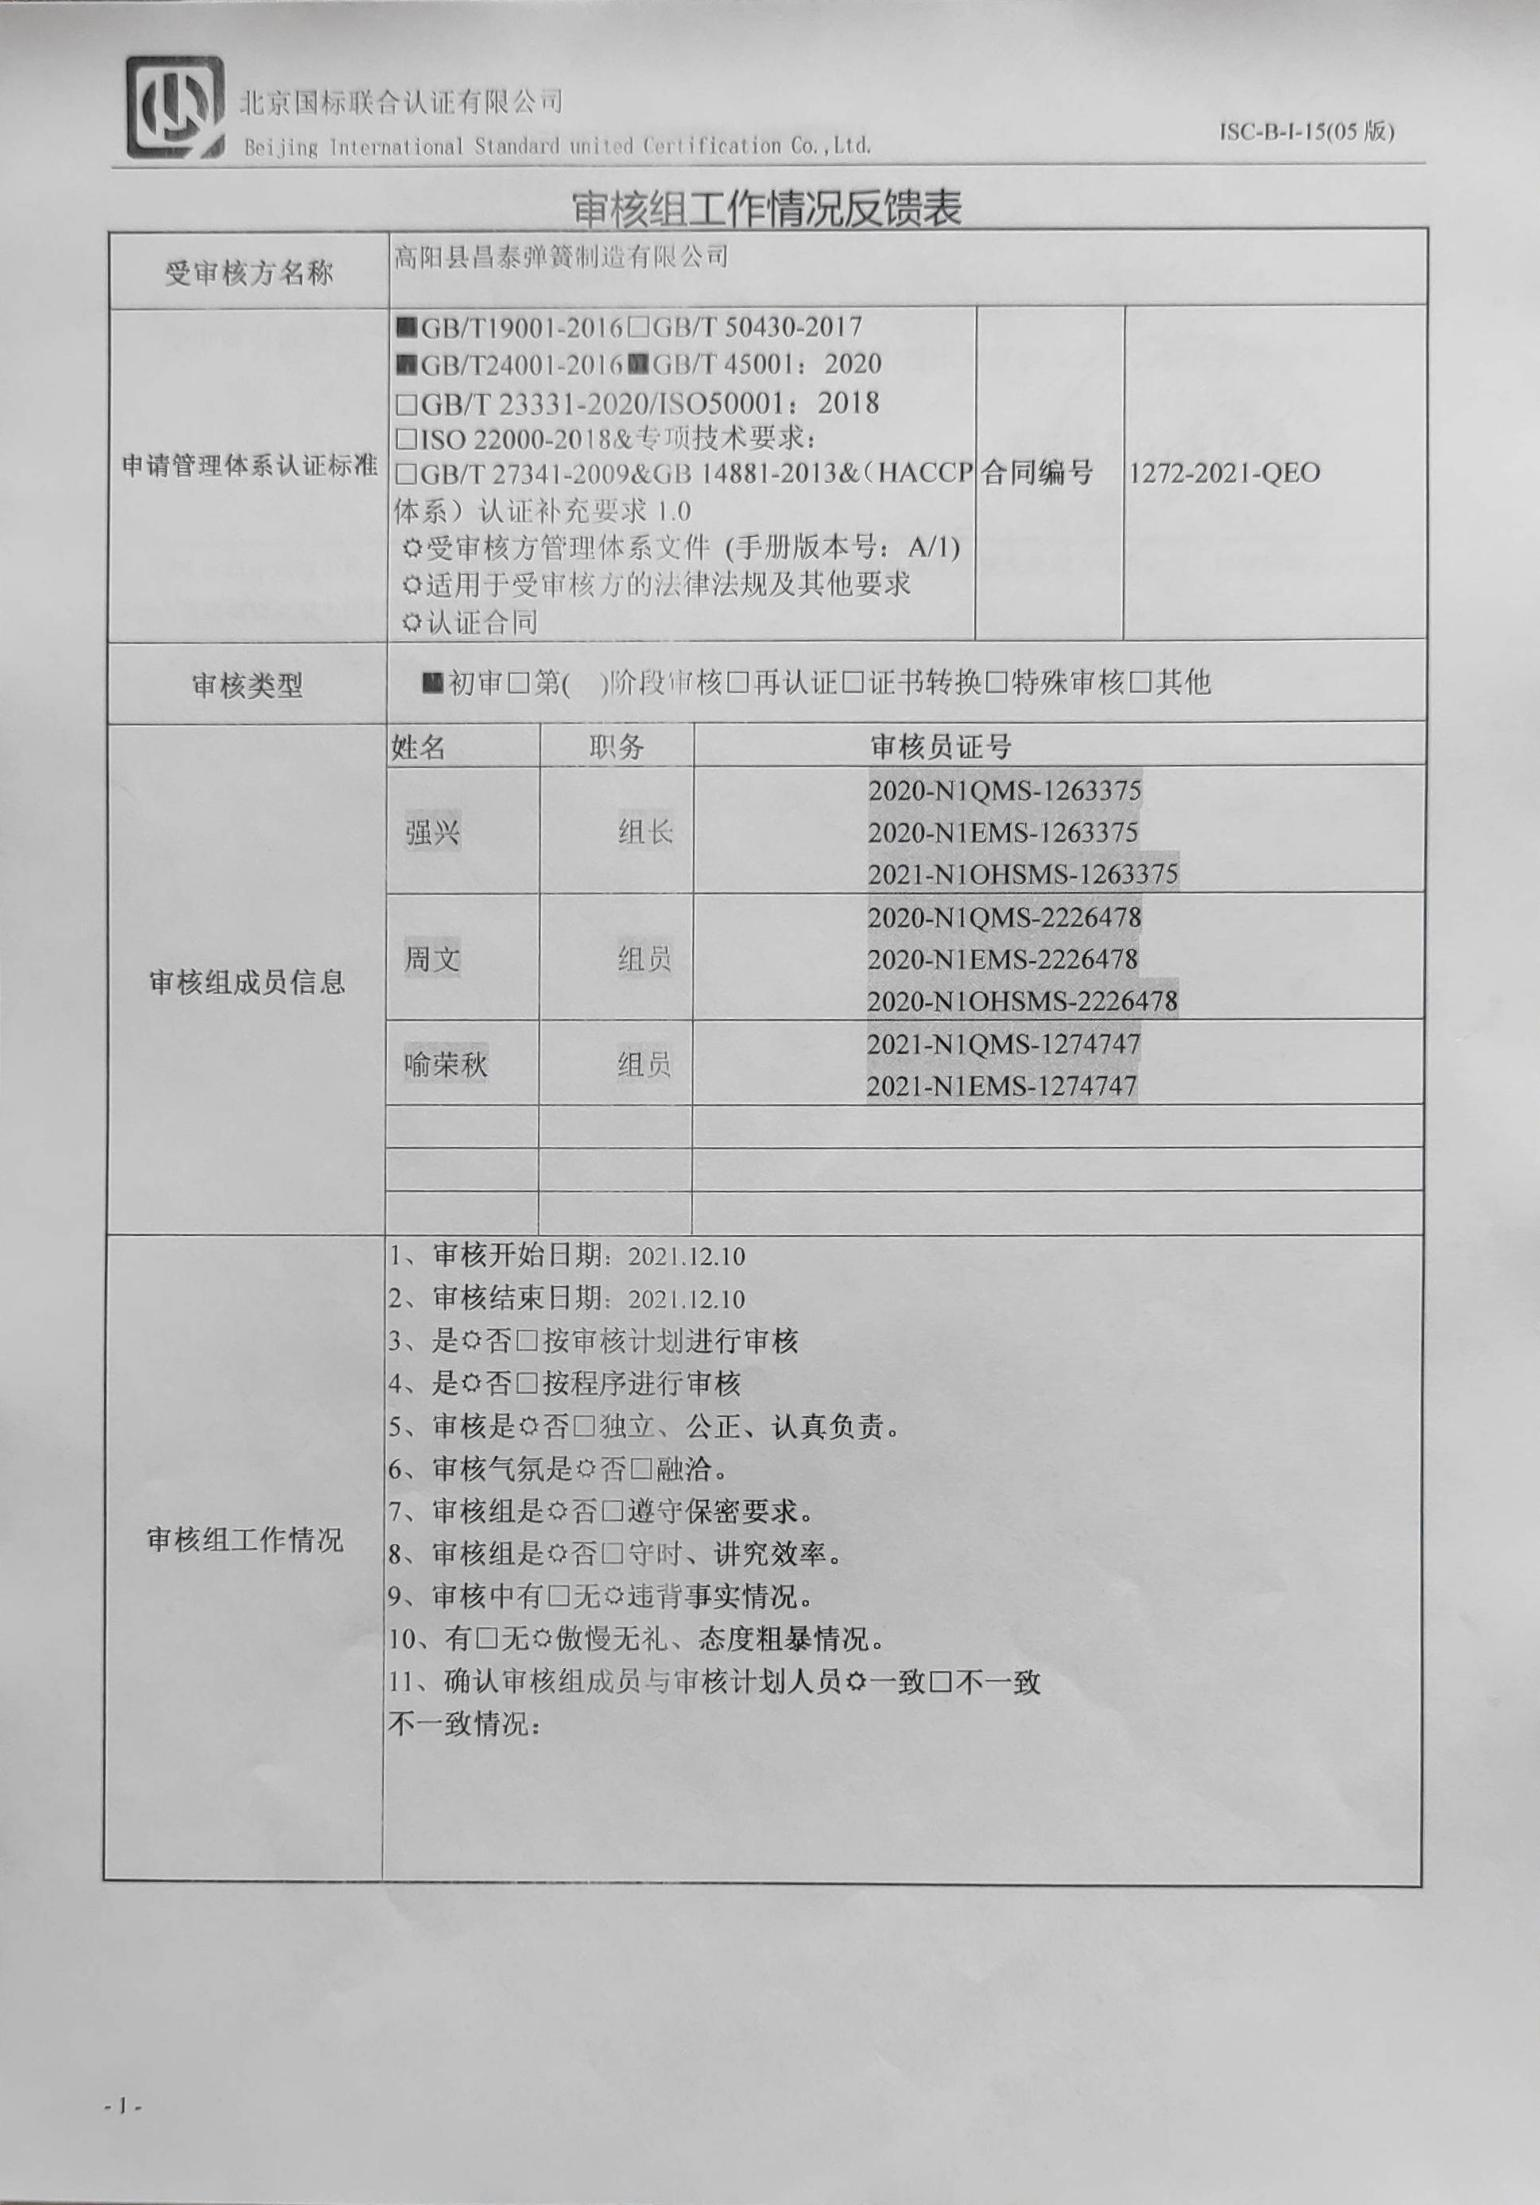 北京国标联合认证有限公司
Beijing International Standard united Certification Co.,Ltd.
ISC-B-I-15(05 版)
审核组工作情况反馈表
受审核方名称
高阳县昌泰弹簧制造有限公司
申请管理体系认证标准
■GB/T19001-2016□GB/T 50430-2017
■GB/T24001-2016■GB/T 45001：2020
□GB/T 23331-2020/ISO50001：2018
□ISO 22000-2018&专项技术要求：
□GB/T 27341-2009&GB 14881-2013&（HACCP
体系）认证补充要求 1.0
☼受审核方管理体系文件 (手册版本号：A/1)
☼适用于受审核方的法律法规及其他要求
☼认证合同
合同编号
1272-2021-QEO
审核类型
■初审□第( )阶段审核□再认证□证书转换□特殊审核□其他
审核组成员信息
姓名 职务 审核员证号
强兴 组长
2020-N1QMS-1263375
2020-N1EMS-1263375
2021-N1OHSMS-1263375
周文 组员
2020-N1QMS-2226478
2020-N1EMS-2226478
2020-N1OHSMS-2226478
喻荣秋 组员
2021-N1QMS-1274747
2021-N1EMS-1274747
审核组工作情况
1、审核开始日期：2021.12.10
2、审核结束日期：2021.12.10
3、是☼否□按审核计划进行审核
4、是☼否□按程序进行审核
5、审核是☼否□独立、公正、认真负责。
6、审核气氛是☼否□融洽。
7、审核组是☼否□遵守保密要求。
8、审核组是☼否□守时、讲究效率。
9、审核中有□无☼违背事实情况。
10、有□无☼傲慢无礼、态度粗暴情况。
11、确认审核组成员与审核计划人员☼一致□不一致
不一致情况：
- 1 -